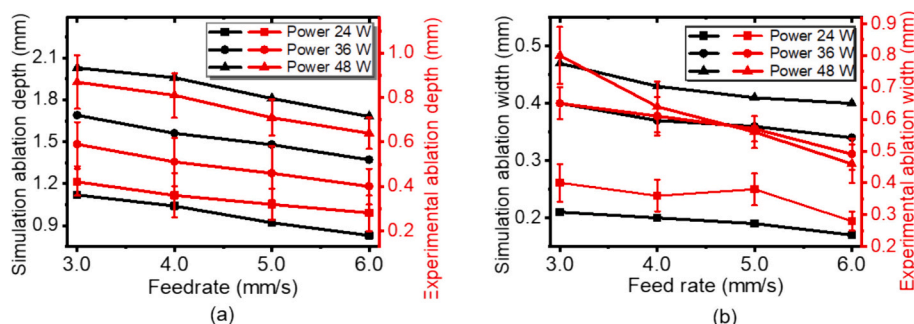 Simulation ablation depth (mm)
2.1
1.8
1.5
1.2
0.9
Power 24 W
Power 36 W
Power 48 W
1.0
0.8
0.6
0.4
0.2
Experimental ablation depth (mm)
3.0 4.0 5.0 6.0
Feedrate (mm/s)
(a)
Simulation ablation width (mm)
0.5
0.4
0.3
0.2
Power 24 W
Power 36 W
Power 48 W
0.9
0.8
0.7
0.6
0.5
0.4
0.3
0.2
Experimental ablation width (mm)
3.0 4.0 5.0 6.0
Feed rate (mm/s)
(b)